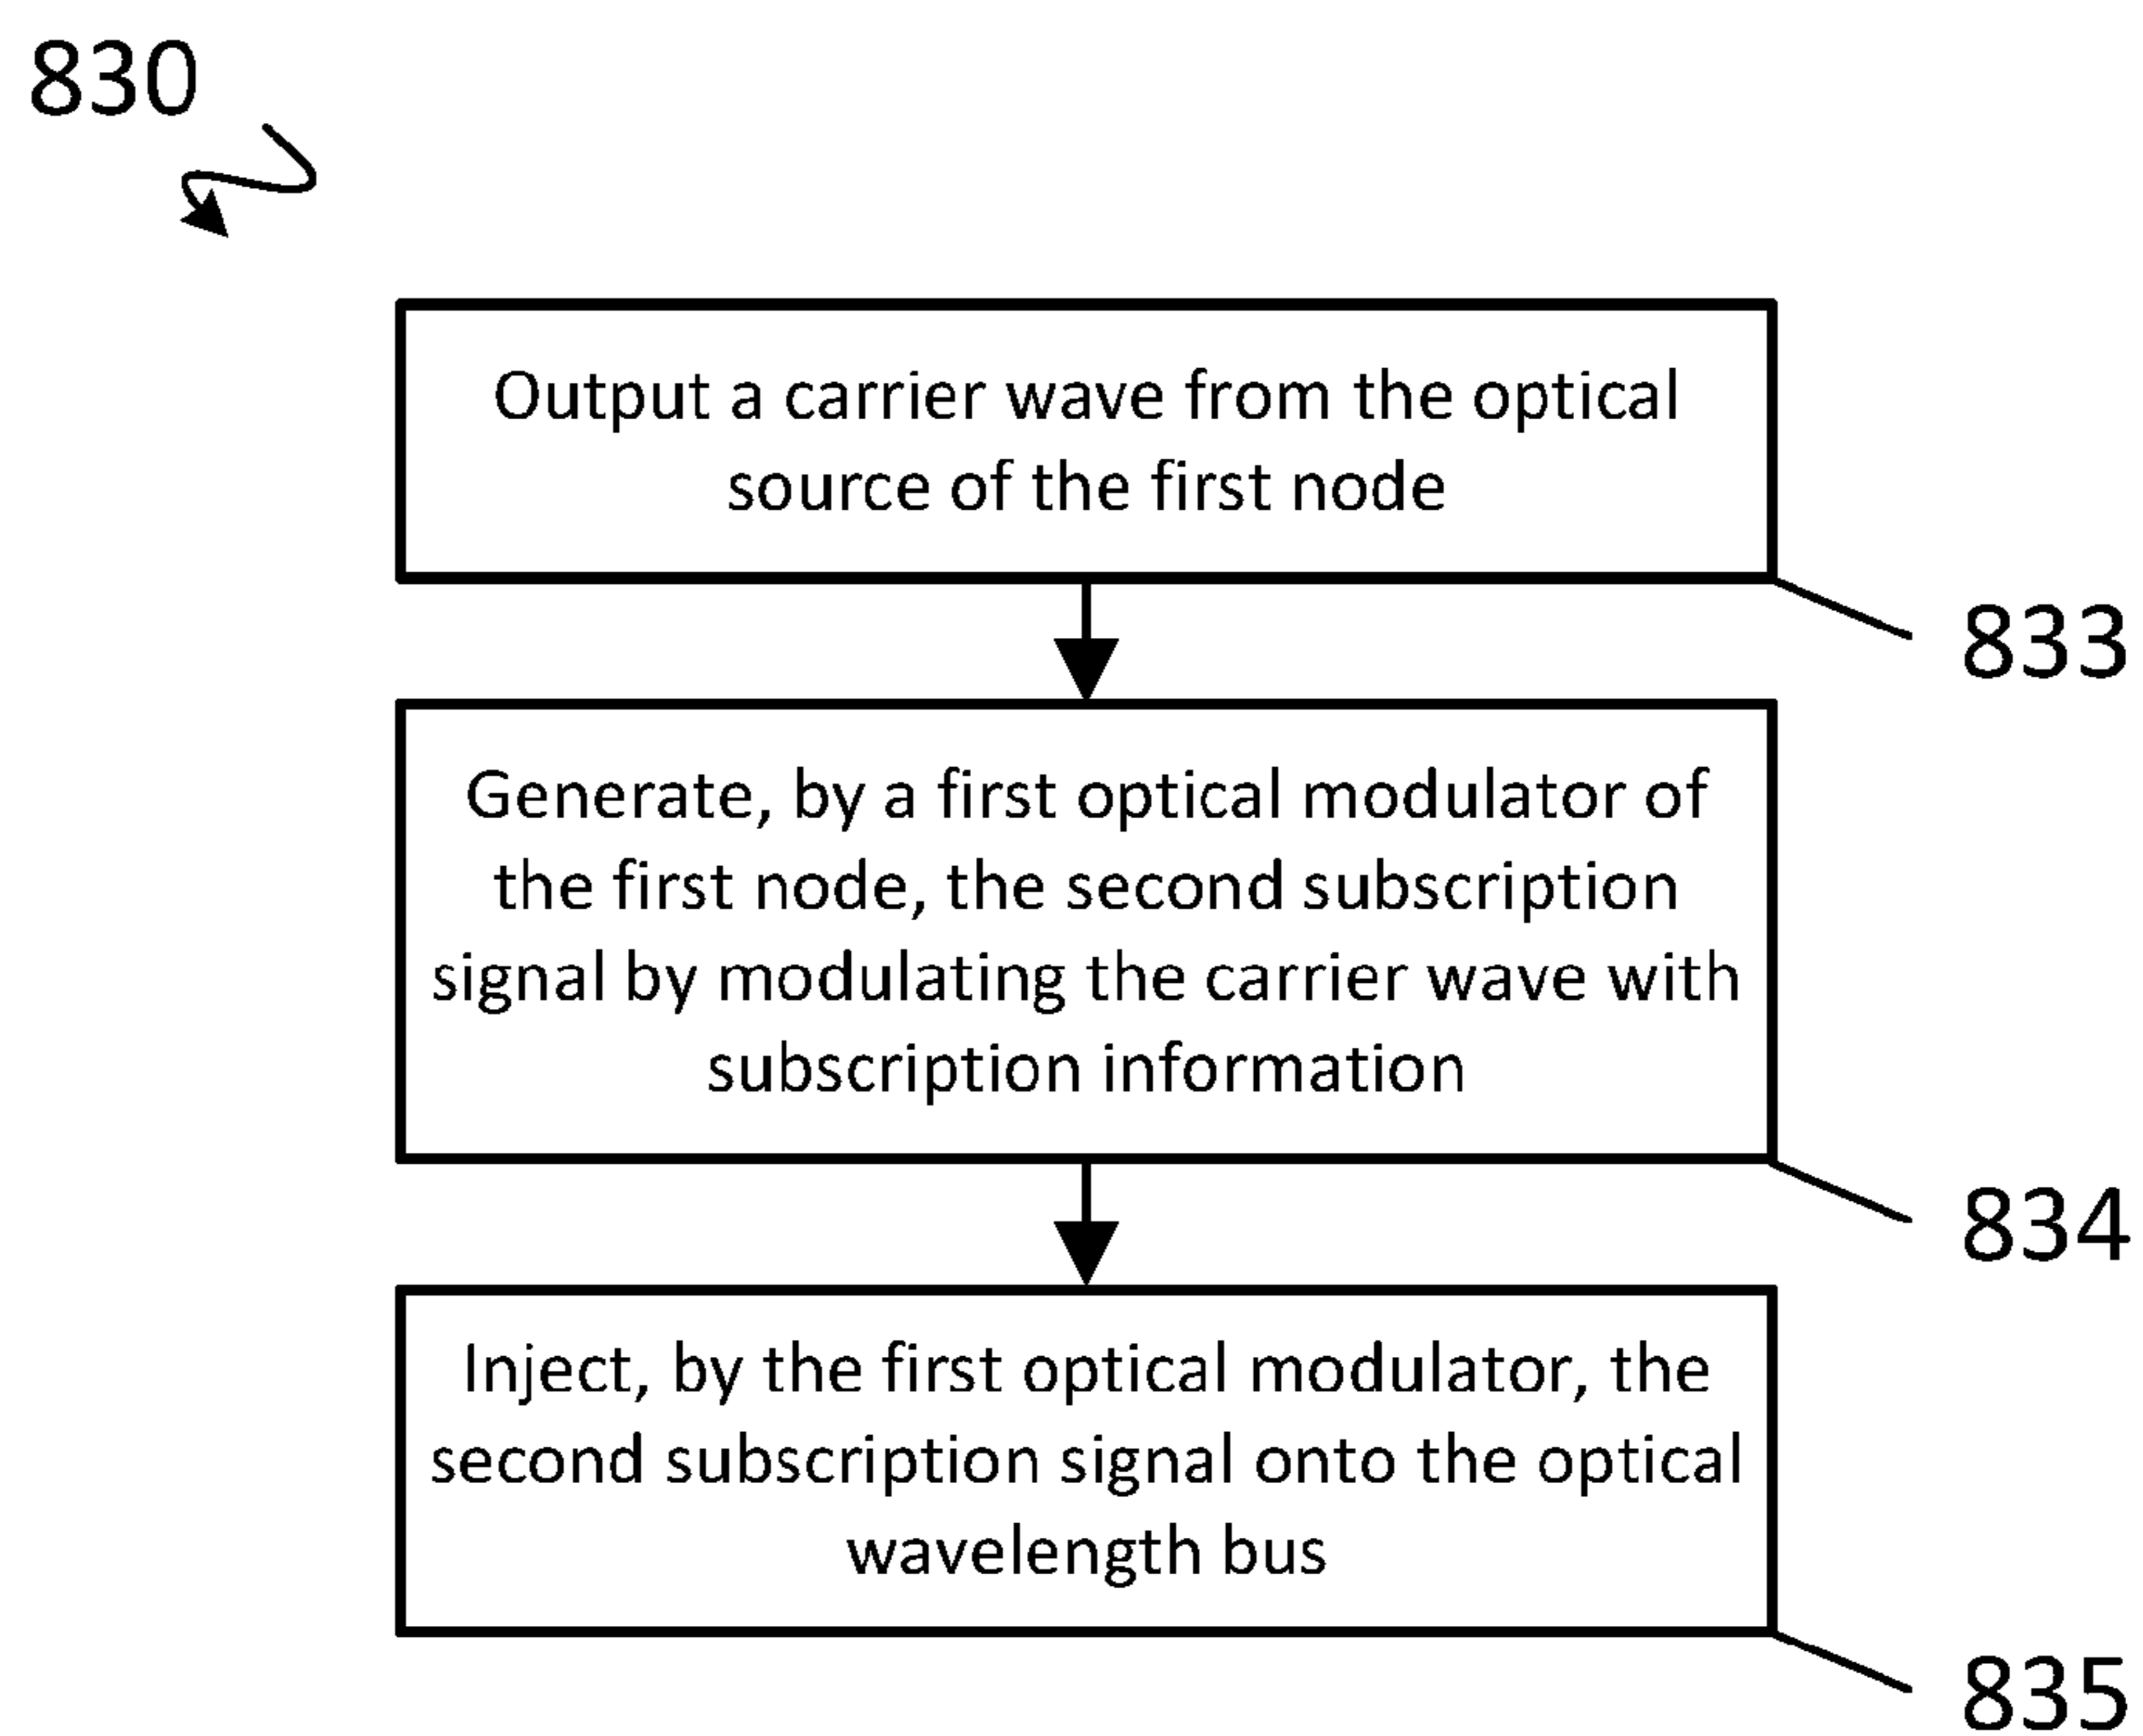 830
Output a carrier wave from the optical
source of the first node
833
Generate, by a first optical modulator of
the first node, the second subscription
signal by modulating the carrier wave with
subscription information
834
Inject, by the first optical modulator, the
second subscription signal onto the optical
wavelength bus
835